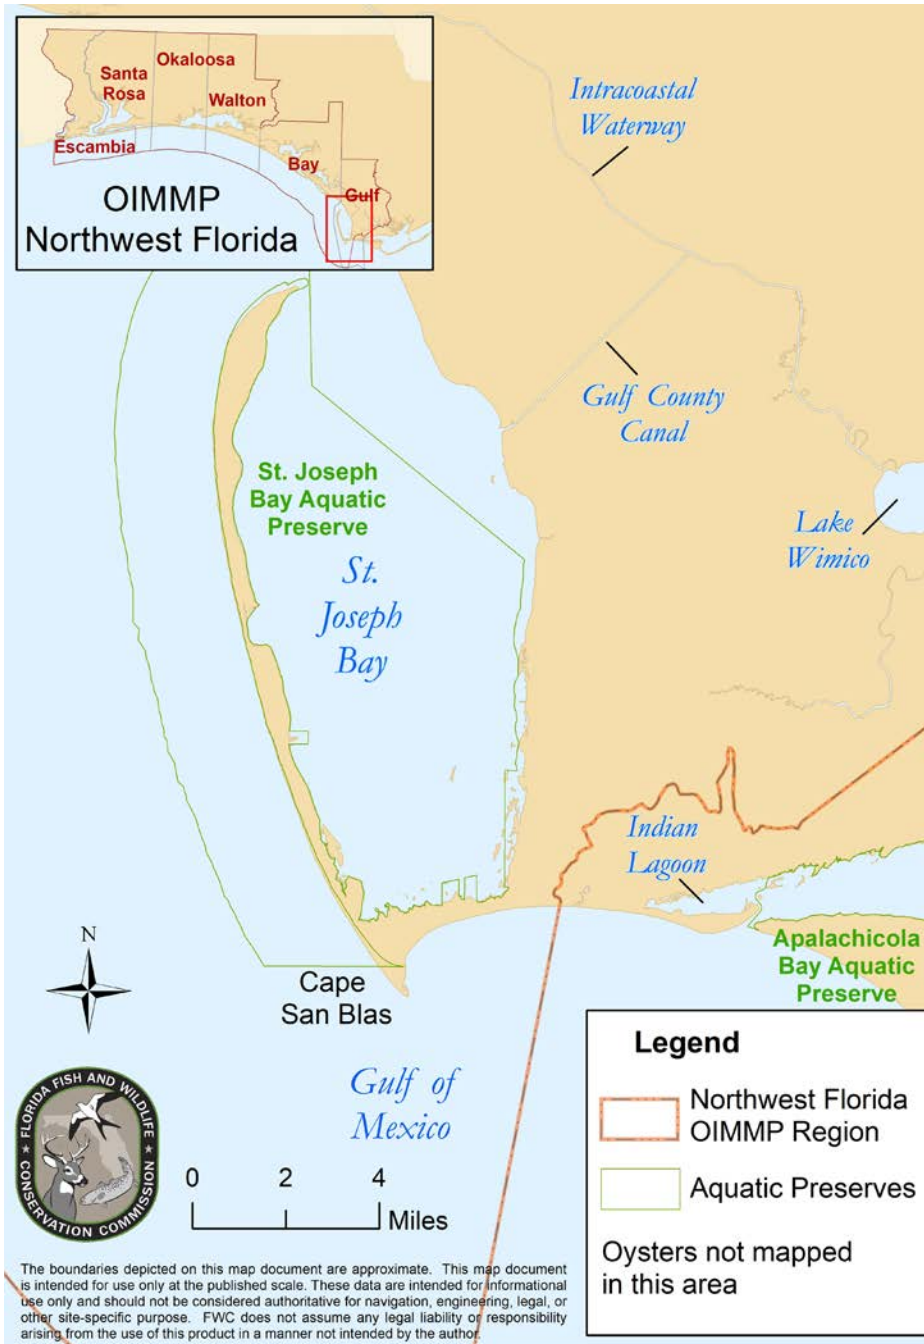 Okaloosa
Santa
Rosa
Walton
Escambia
Bay
Gulf
OIMMP
Northwest Florida
Intracoastal
Waterway
Gulf County
Canal
St. Joseph
Bay Aquatic
Preserve
Lake
Wimico
St.
Joseph
Bay
Indian
Lagoon
Apalachicola
Bay Aquatic
Preserve
N
Cape
San Blas
Gulf of
Mexico
FLORIDA FISH AND WILDLIFE
CONSERVATION COMMISSION
0 2 4
Miles
Legend
Northwest Florida
OIMMP Region
Aquatic Preserves
Oysters not mapped
in this area
The boundaries depicted on this map document are approximate. This map document
is intended for use only at the published scale. These data are intended for informational
use only and should not be considered authoritative for navigation, engineering, legal, or
other site-specific purpose. FWC does not assume any legal liability or responsibility
arising from the use of this product in a manner not intended by the author.